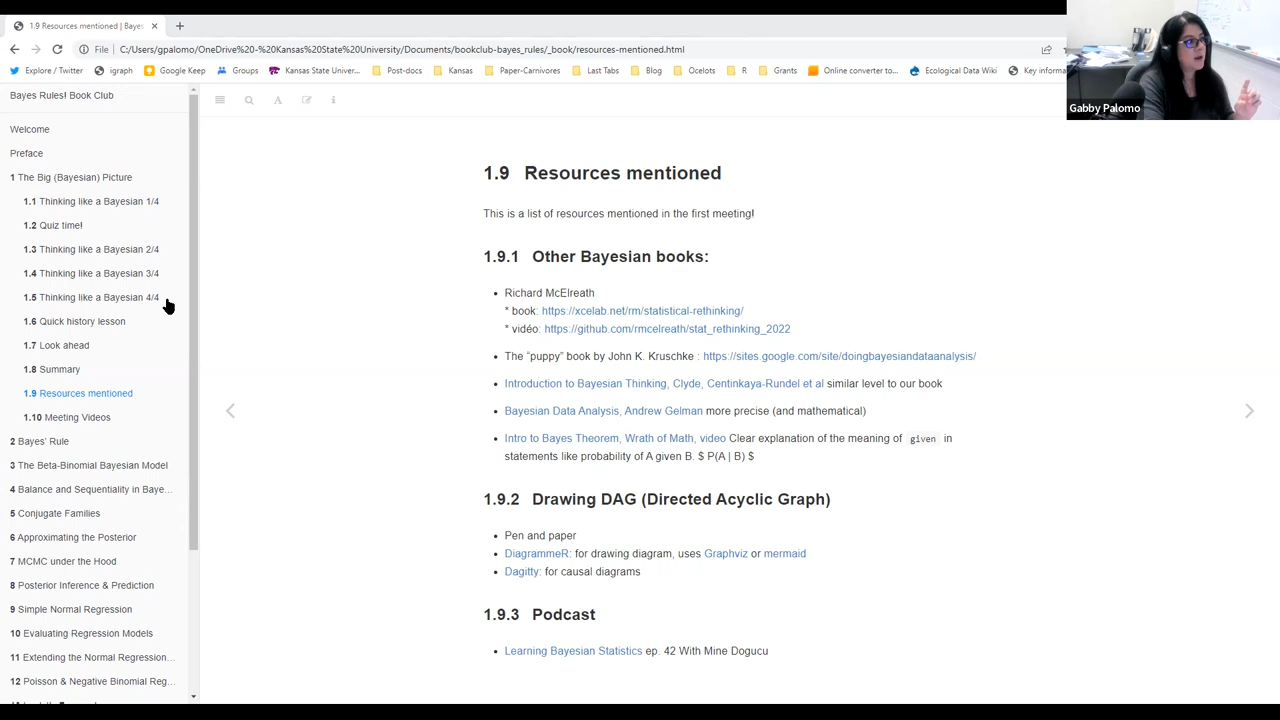 1.9 Resources mentioned | Bayes
File | C:/Users/gpalomo/OneDrive%20-%20Kansas%20State%20University/Documents/bookclub-bayes_rules/_book/resources-mentioned.html
Explore / Twitter igraph Google Keep Groups Kansas State Univer... Post-docs Kansas Paper-Carnivores Last Tabs Blog Ocelots R Grants Online converter to... Ecological Data Wiki Key informa
Gabby Palomo
Bayes Rules! Book Club
Welcome
Preface
1 The Big (Bayesian) Picture
1.1 Thinking like a Bayesian 1/4
1.2 Quiz time!
1.3 Thinking like a Bayesian 2/4
1.4 Thinking like a Bayesian 3/4
1.5 Thinking like a Bayesian 4/4
1.6 Quick history lesson
1.7 Look ahead
1.8 Summary
1.9 Resources mentioned
1.10 Meeting Videos
2 Bayes' Rule
3 The Beta-Binomial Bayesian Model
4 Balance and Sequentiality in Baye...
5 Conjugate Families
6 Approximating the Posterior
7 MCMC under the Hood
8 Posterior Inference & Prediction
9 Simple Normal Regression
10 Evaluating Regression Models
11 Extending the Normal Regression...
12 Poisson & Negative Binomial Reg...
1.9 Resources mentioned
This is a list of resources mentioned in the first meeting!
1.9.1 Other Bayesian books:
• Richard McElreath
* book: https://xcelab.net/rm/statistical-rethinking/
* vidéo: https://github.com/rmcelreath/stat_rethinking_2022
• The “puppy” book by John K. Kruschke : https://sites.google.com/site/doingbayesiandataanalysis/
• Introduction to Bayesian Thinking, Clyde, Centinkaya-Rundel et al similar level to our book
• Bayesian Data Analysis, Andrew Gelman more precise (and mathematical)
• Intro to Bayes Theorem, Wrath of Math, video Clear explanation of the meaning of given in
statements like probability of A given B. $ P(A | B) $
1.9.2 Drawing DAG (Directed Acyclic Graph)
• Pen and paper
• DiagrammeR: for drawing diagram, uses Graphviz or mermaid
• Dagitty: for causal diagrams
1.9.3 Podcast
• Learning Bayesian Statistics ep. 42 With Mine Dogucu